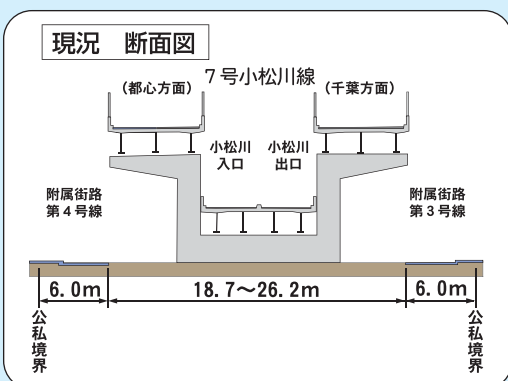 現況　断面図
7号小松川線
(都心方面)
(千葉方面)
小松川
入口
小松川
出口
附属街路
第4号線
附属街路
第3号線
6.0m
18.7～26.2m
6.0m
公私境界
公私境界